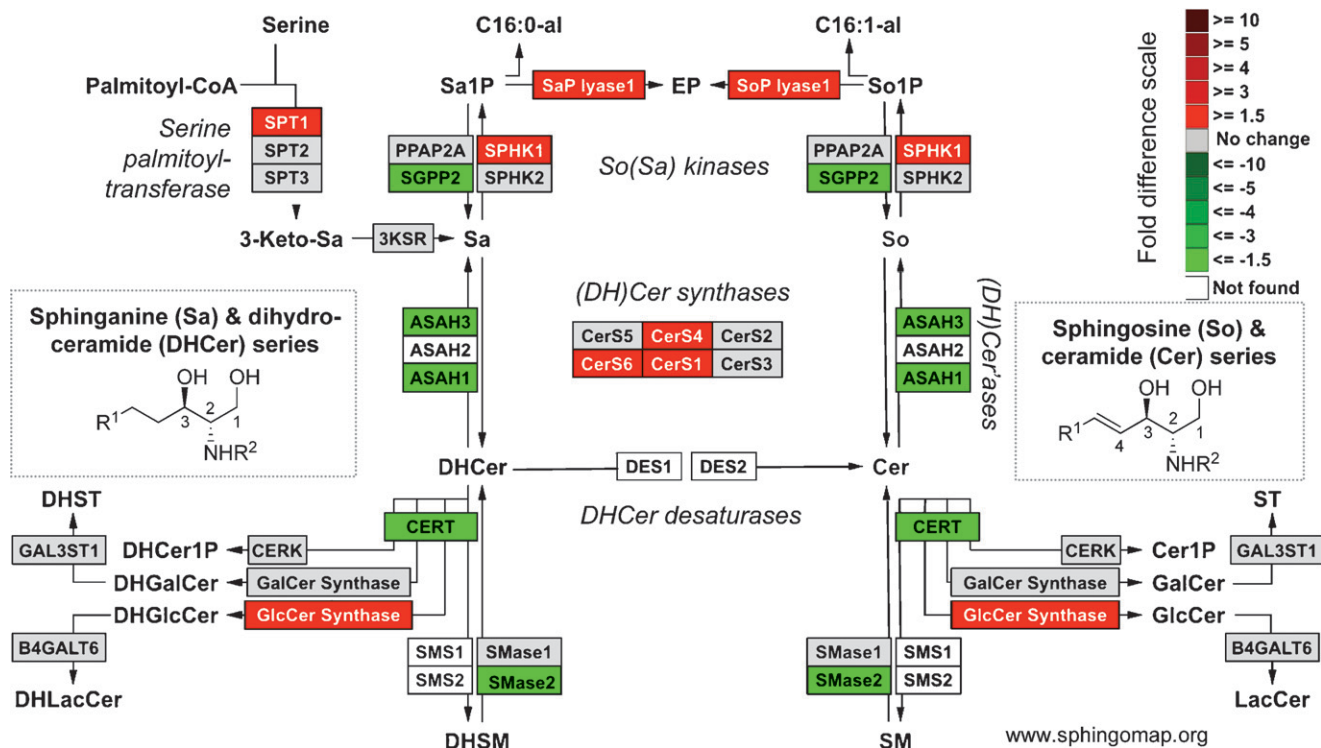 Serine
C16:0-al
C16:1-al
Palmitoyl-CoA
Sa1P
SaP lyase1
EP
SoP lyase1
So1P
Serine
palmitoyl-
transferase
SPT1
SPT2
SPT3
PPAP2A
SPHK1
SGPP2
SPHK2
So(Sa) kinases
PPAP2A
SPHK1
SGPP2
SPHK2
3-Keto-Sa
3KSR
Sa
So
Fold difference scale
>= 10
>= 5
>= 4
>= 3
>= 1.5
No change
<= -10
<= -5
<= -4
<= -3
<= -1.5
Not found
Sphinganine (Sa) & dihydro-
ceramide (DHCer) series
OH OH
R1 3 2 1
NHR2
ASAH3
ASAH2
ASAH1
(DH)Cer synthases
CerS5 CerS4 CerS2
CerS6 CerS1 CerS3
ASAH3
ASAH2
ASAH1
(DH)Cer'ases
Sphingosine (So) &
ceramide (Cer) series
OH OH
R1 4 3 2 1
NHR2
DHCer
DES1
DES2
Cer
DHCer desaturases
DHST
GAL3ST1
CERT
DHCer1P
CERK
DHGalCer
GalCer Synthase
DHGlcCer
GlcCer Synthase
B4GALT6
DHLacCer
SMS1
SMase1
SMS2
SMase2
DHSM
ST
CERT
CERK
Cer1P
GAL3ST1
GalCer Synthase
GalCer
GlcCer Synthase
GlcCer
SMase1
SMS1
SMase2
SMS2
B4GALT6
LacCer
SM
www.sphingomap.org